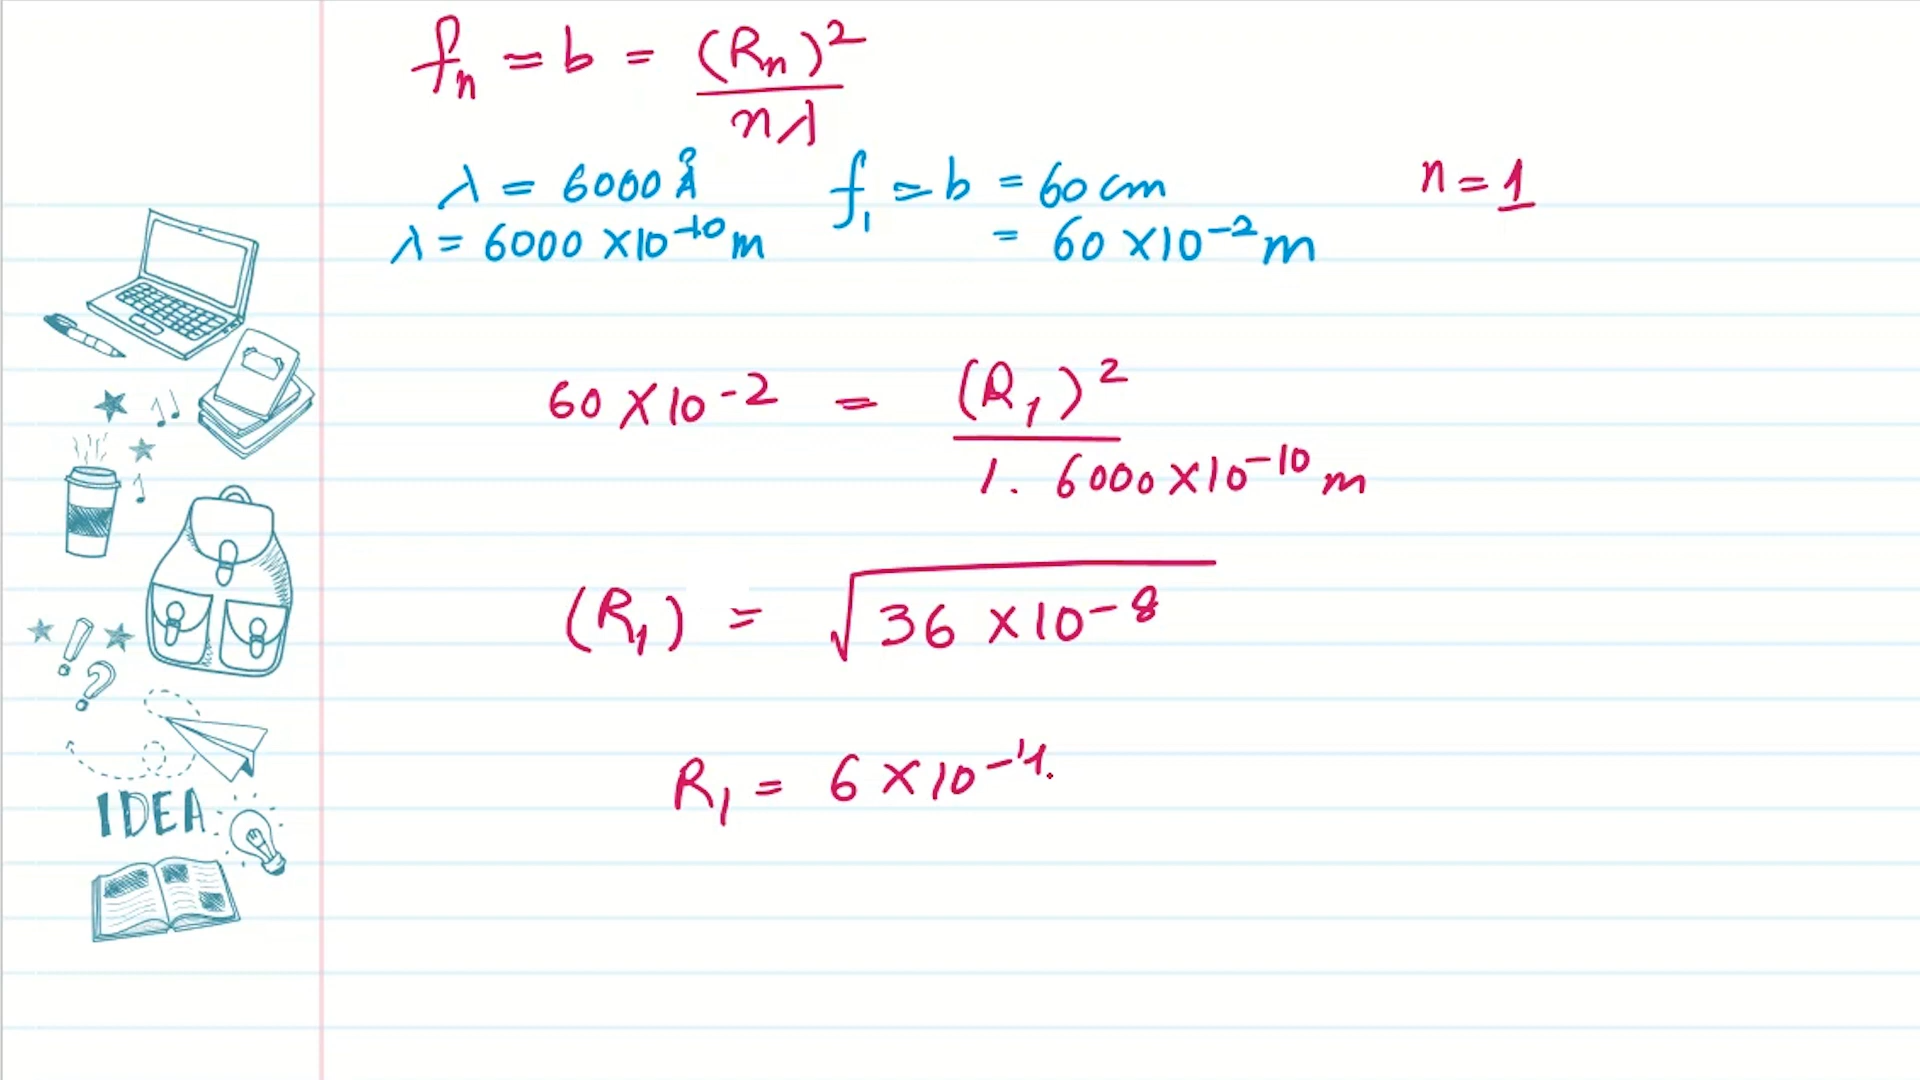 fn = b = (Rn)² / nλ
λ = 6000 Å f₁ = b = 60 cm n = 1
λ = 6000 ×10⁻¹⁰ m = 60 ×10⁻² m
60 × 10⁻² = (R₁)² / 1. 6000×10⁻¹⁰ m
(R₁) = √36 ×10⁻⁸
R₁ = 6 ×10⁻⁴
!?
IDEA